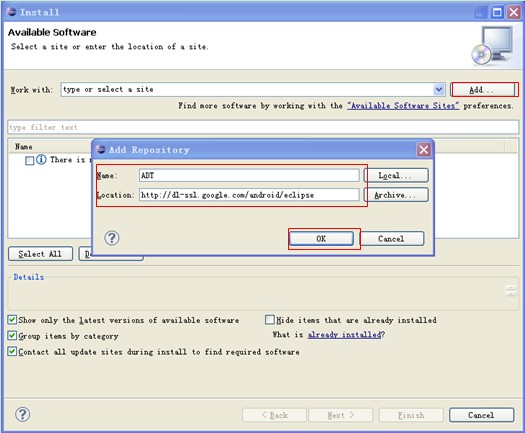 Install
Available Software
Select a site or enter the location of a site.
Work with: type or select a site Add...
Find more software by working with the "Available Software Sites" preferences.
type filter text
Name
There is
Add Repository
Name: ADT Local...
Location: http://dl-ssl.google.com/android/eclipse Archive...
OK Cancel
Select All
Details
Show only the latest versions of available software Hide items that are already installed
Group items by category What is already installed?
Contact all update sites during install to find required software
< Back Next > Finish Cancel